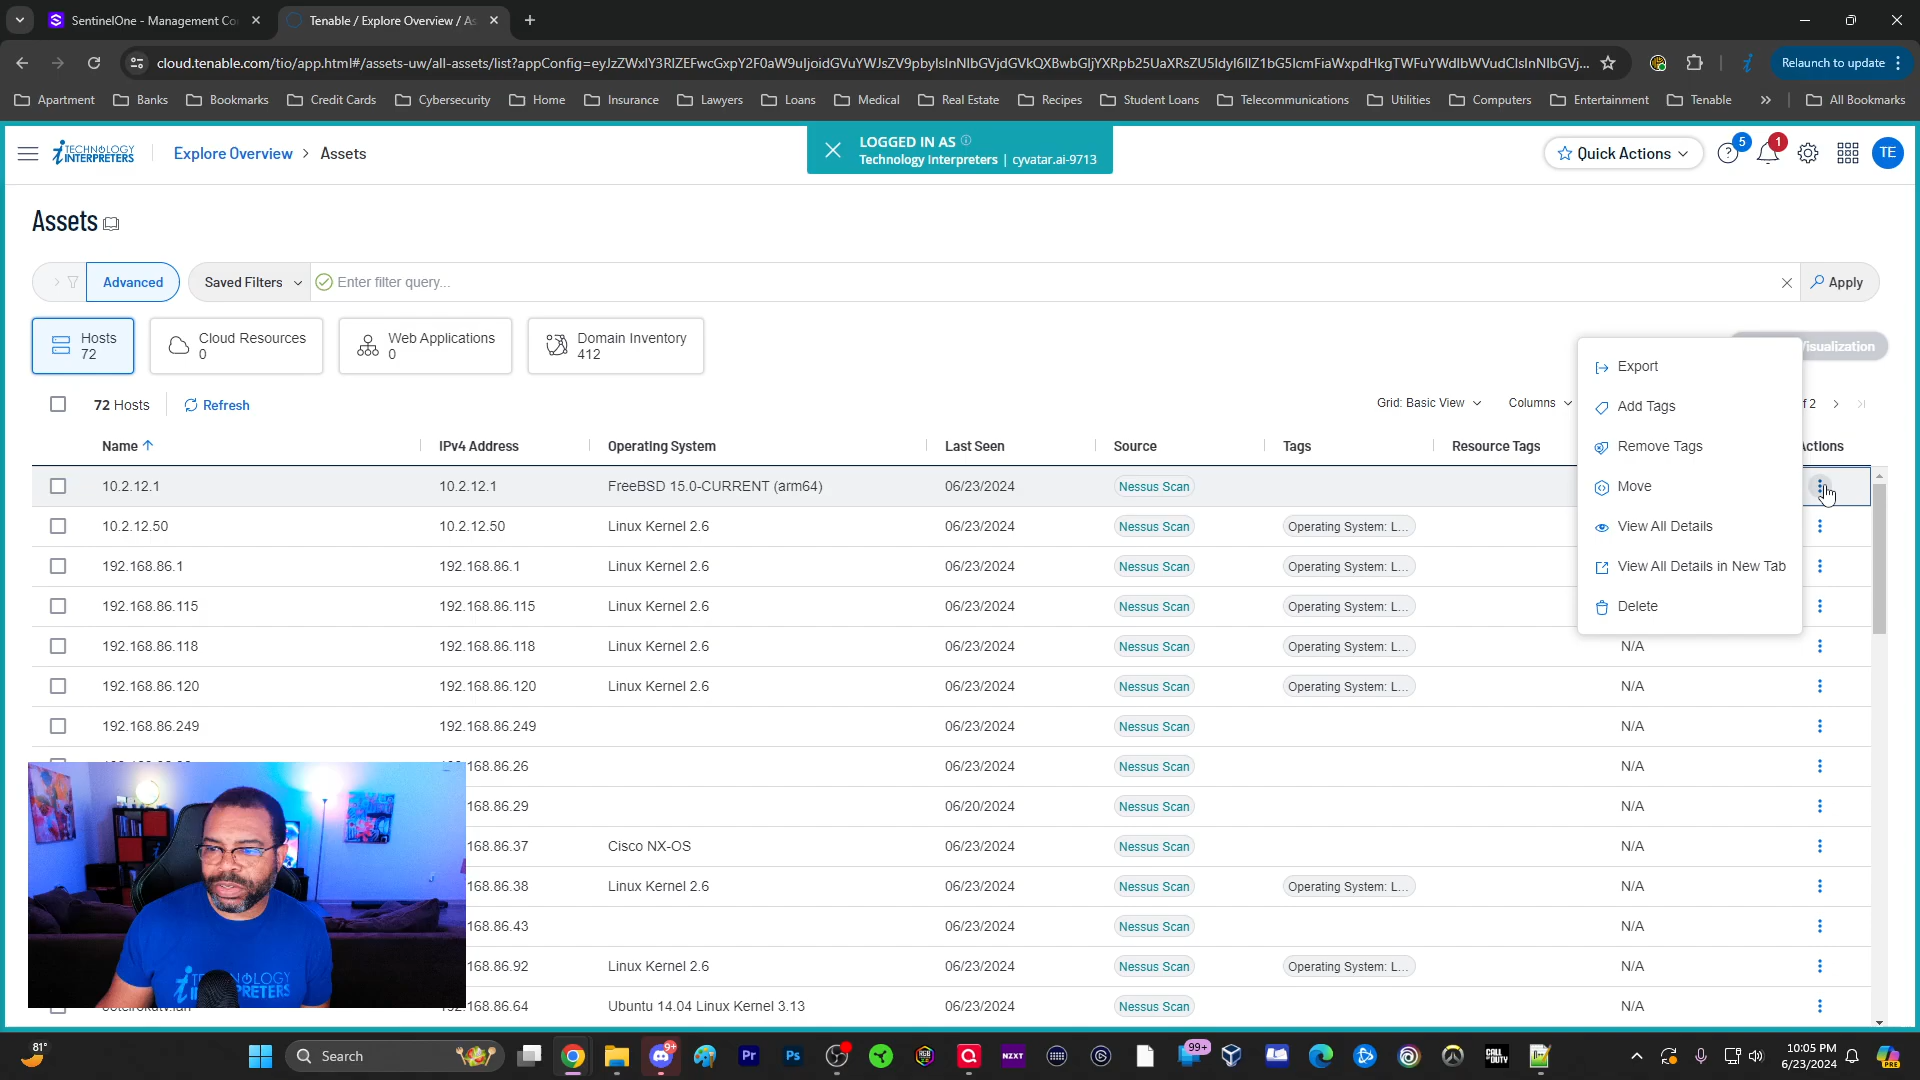 SentinelOne - Management Co
Tenable / Explore Overview / As
cloud.tenable.com/tio/app.html#/assets-uw/all-assets/list?appConfig=
Relaunch to update
Apartment Banks Bookmarks Credit Cards Cybersecurity Home Insurance Lawyers Loans Medical Real Estate Recipes Student Loans Telecommunications Utilities Computers Entertainment Tenable » All Bookmarks
TECHNOLOGY
INTERPRETERS
Explore Overview > Assets
LOGGED IN AS
Technology Interpreters | cyvatar.ai-9713
Quick Actions
5
1
TE
Assets
Advanced
Saved Filters
Enter filter query...
Apply
Hosts
72
Cloud Resources
0
Web Applications
0
Domain Inventory
412
Visualization
72 Hosts
Refresh
Grid: Basic View
Columns
f 2
Name IPv4 Address Operating System Last Seen Source Tags Resource Tags Actions
10.2.12.1 10.2.12.1 FreeBSD 15.0-CURRENT (arm64) 06/23/2024 Nessus Scan
10.2.12.50 10.2.12.50 Linux Kernel 2.6 06/23/2024 Nessus Scan Operating System: L...
192.168.86.1 192.168.86.1 Linux Kernel 2.6 06/23/2024 Nessus Scan Operating System: L...
192.168.86.115 192.168.86.115 Linux Kernel 2.6 06/23/2024 Nessus Scan Operating System: L...
192.168.86.118 192.168.86.118 Linux Kernel 2.6 06/23/2024 Nessus Scan Operating System: L... N/A
192.168.86.120 192.168.86.120 Linux Kernel 2.6 06/23/2024 Nessus Scan Operating System: L... N/A
192.168.86.249 192.168.86.249 06/23/2024 Nessus Scan N/A
168.86.26 06/23/2024 Nessus Scan N/A
168.86.29 06/20/2024 Nessus Scan N/A
168.86.37 Cisco NX-OS 06/23/2024 Nessus Scan N/A
168.86.38 Linux Kernel 2.6 06/23/2024 Nessus Scan Operating System: L... N/A
168.86.43 06/23/2024 Nessus Scan N/A
168.86.92 Linux Kernel 2.6 06/23/2024 Nessus Scan Operating System: L... N/A
168.86.64 Ubuntu 14.04 Linux Kernel 3.13 06/23/2024 Nessus Scan N/A
Export
Add Tags
Remove Tags
Move
View All Details
View All Details in New Tab
Delete
81°
Search
9+
Pr
Ps
RGB
NZXT
99+
CALL OF DUTY
10:05 PM
6/23/2024
PRE